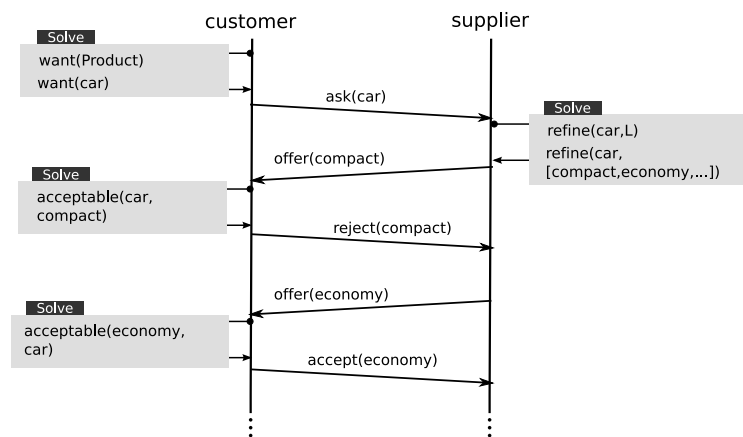 customer
supplier
Solve
want(Product)
want(car)
ask(car)
Solve
refine(car,L)
refine(car,
[compact,economy,...])
offer(compact)
Solve
acceptable(car,
compact)
reject(compact)
offer(economy)
Solve
acceptable(economy,
car)
accept(economy)